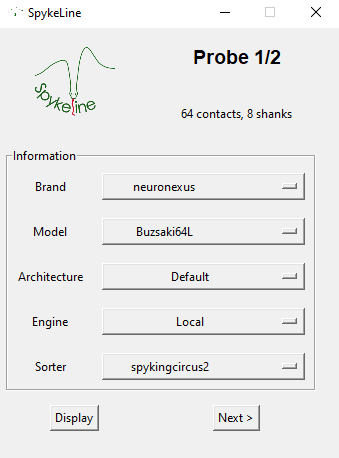 SpykeLine
Probe 1/2
spykeline
64 contacts, 8 shanks
Information
Brand neuronexus
Model Buzsaki64L
Architecture Default
Engine Local
Sorter spykingcircus2
Display Next >